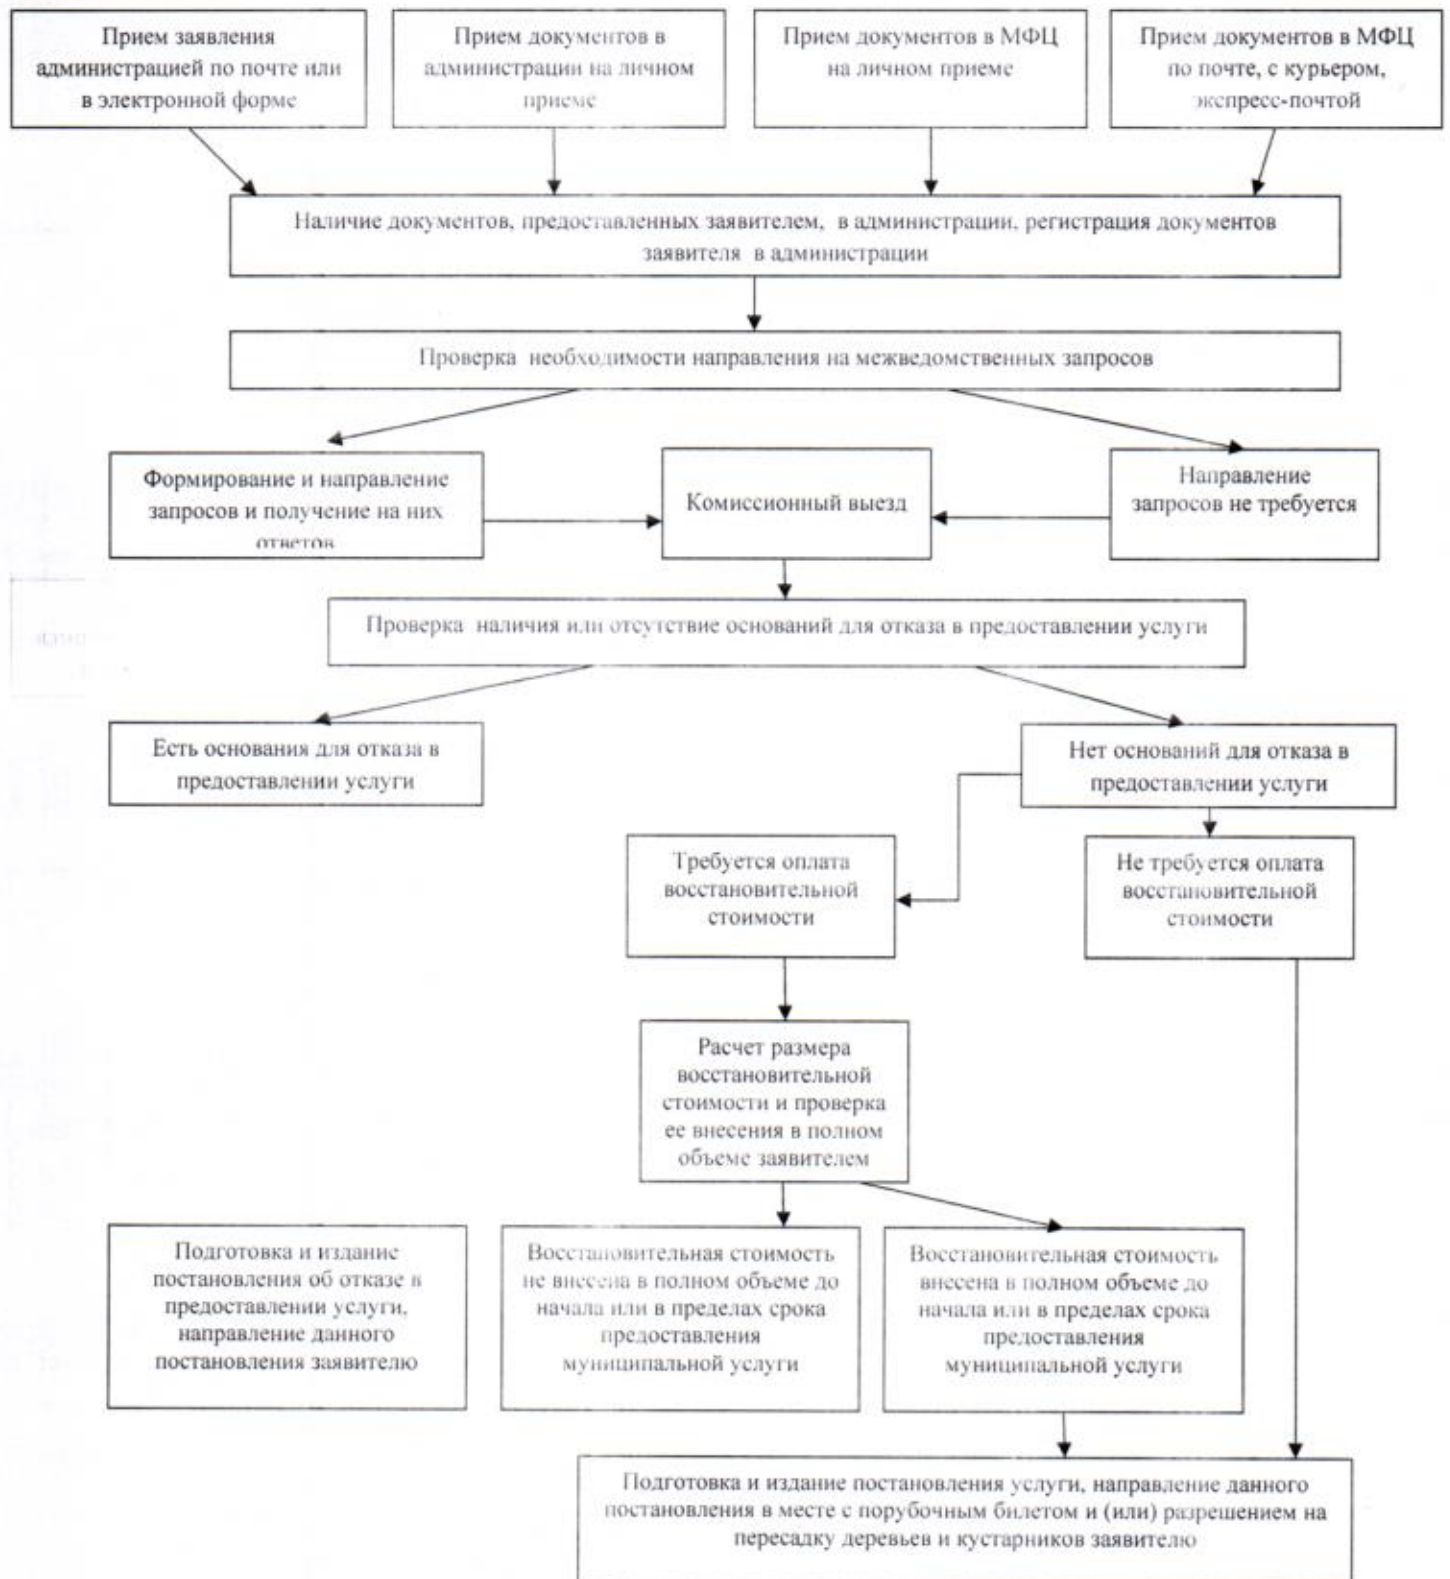 Прием заявления
администрацией по почте или
в электронной форме
Прием документов в
администрации на личном
приеме
Прием документов в МФЦ
на личном приеме
Прием документов в МФЦ
по почте, с курьером,
экспресс-почтой
Наличие документов, предоставленных заявителем, в администрации, регистрация документов
заявителя в администрации
Проверка необходимости направления на межведомственных запросов
Формирование и направление
запросов и получение на них
ответов
Комиссионный выезд
Направление
запросов не требуется
Проверка наличия или отсутствие оснований для отказа в предоставлении услуги
Есть основания для отказа в
предоставлении услуги
Нет оснований для отказа в
предоставлении услуги
Требуется оплата
восстановительной
стоимости
Не требуется оплата
восстановительной
стоимости
Расчет размера
восстановительной
стоимости и проверка
ее внесения в полном
объеме заявителем
Подготовка и издание
постановления об отказе в
предоставлении услуги,
направление данного
постановления заявителю
Восстановительная стоимость
не внесена в полном объеме до
начала или в пределах срока
предоставления
муниципальной услуги
Восстановительная стоимость
внесена в полном объеме до
начала или в пределах срока
предоставления
муниципальной услуги
Подготовка и издание постановления услуги, направление данного
постановления в месте с порубочным билетом и (или) разрешением на
пересадку деревьев и кустарников заявителю